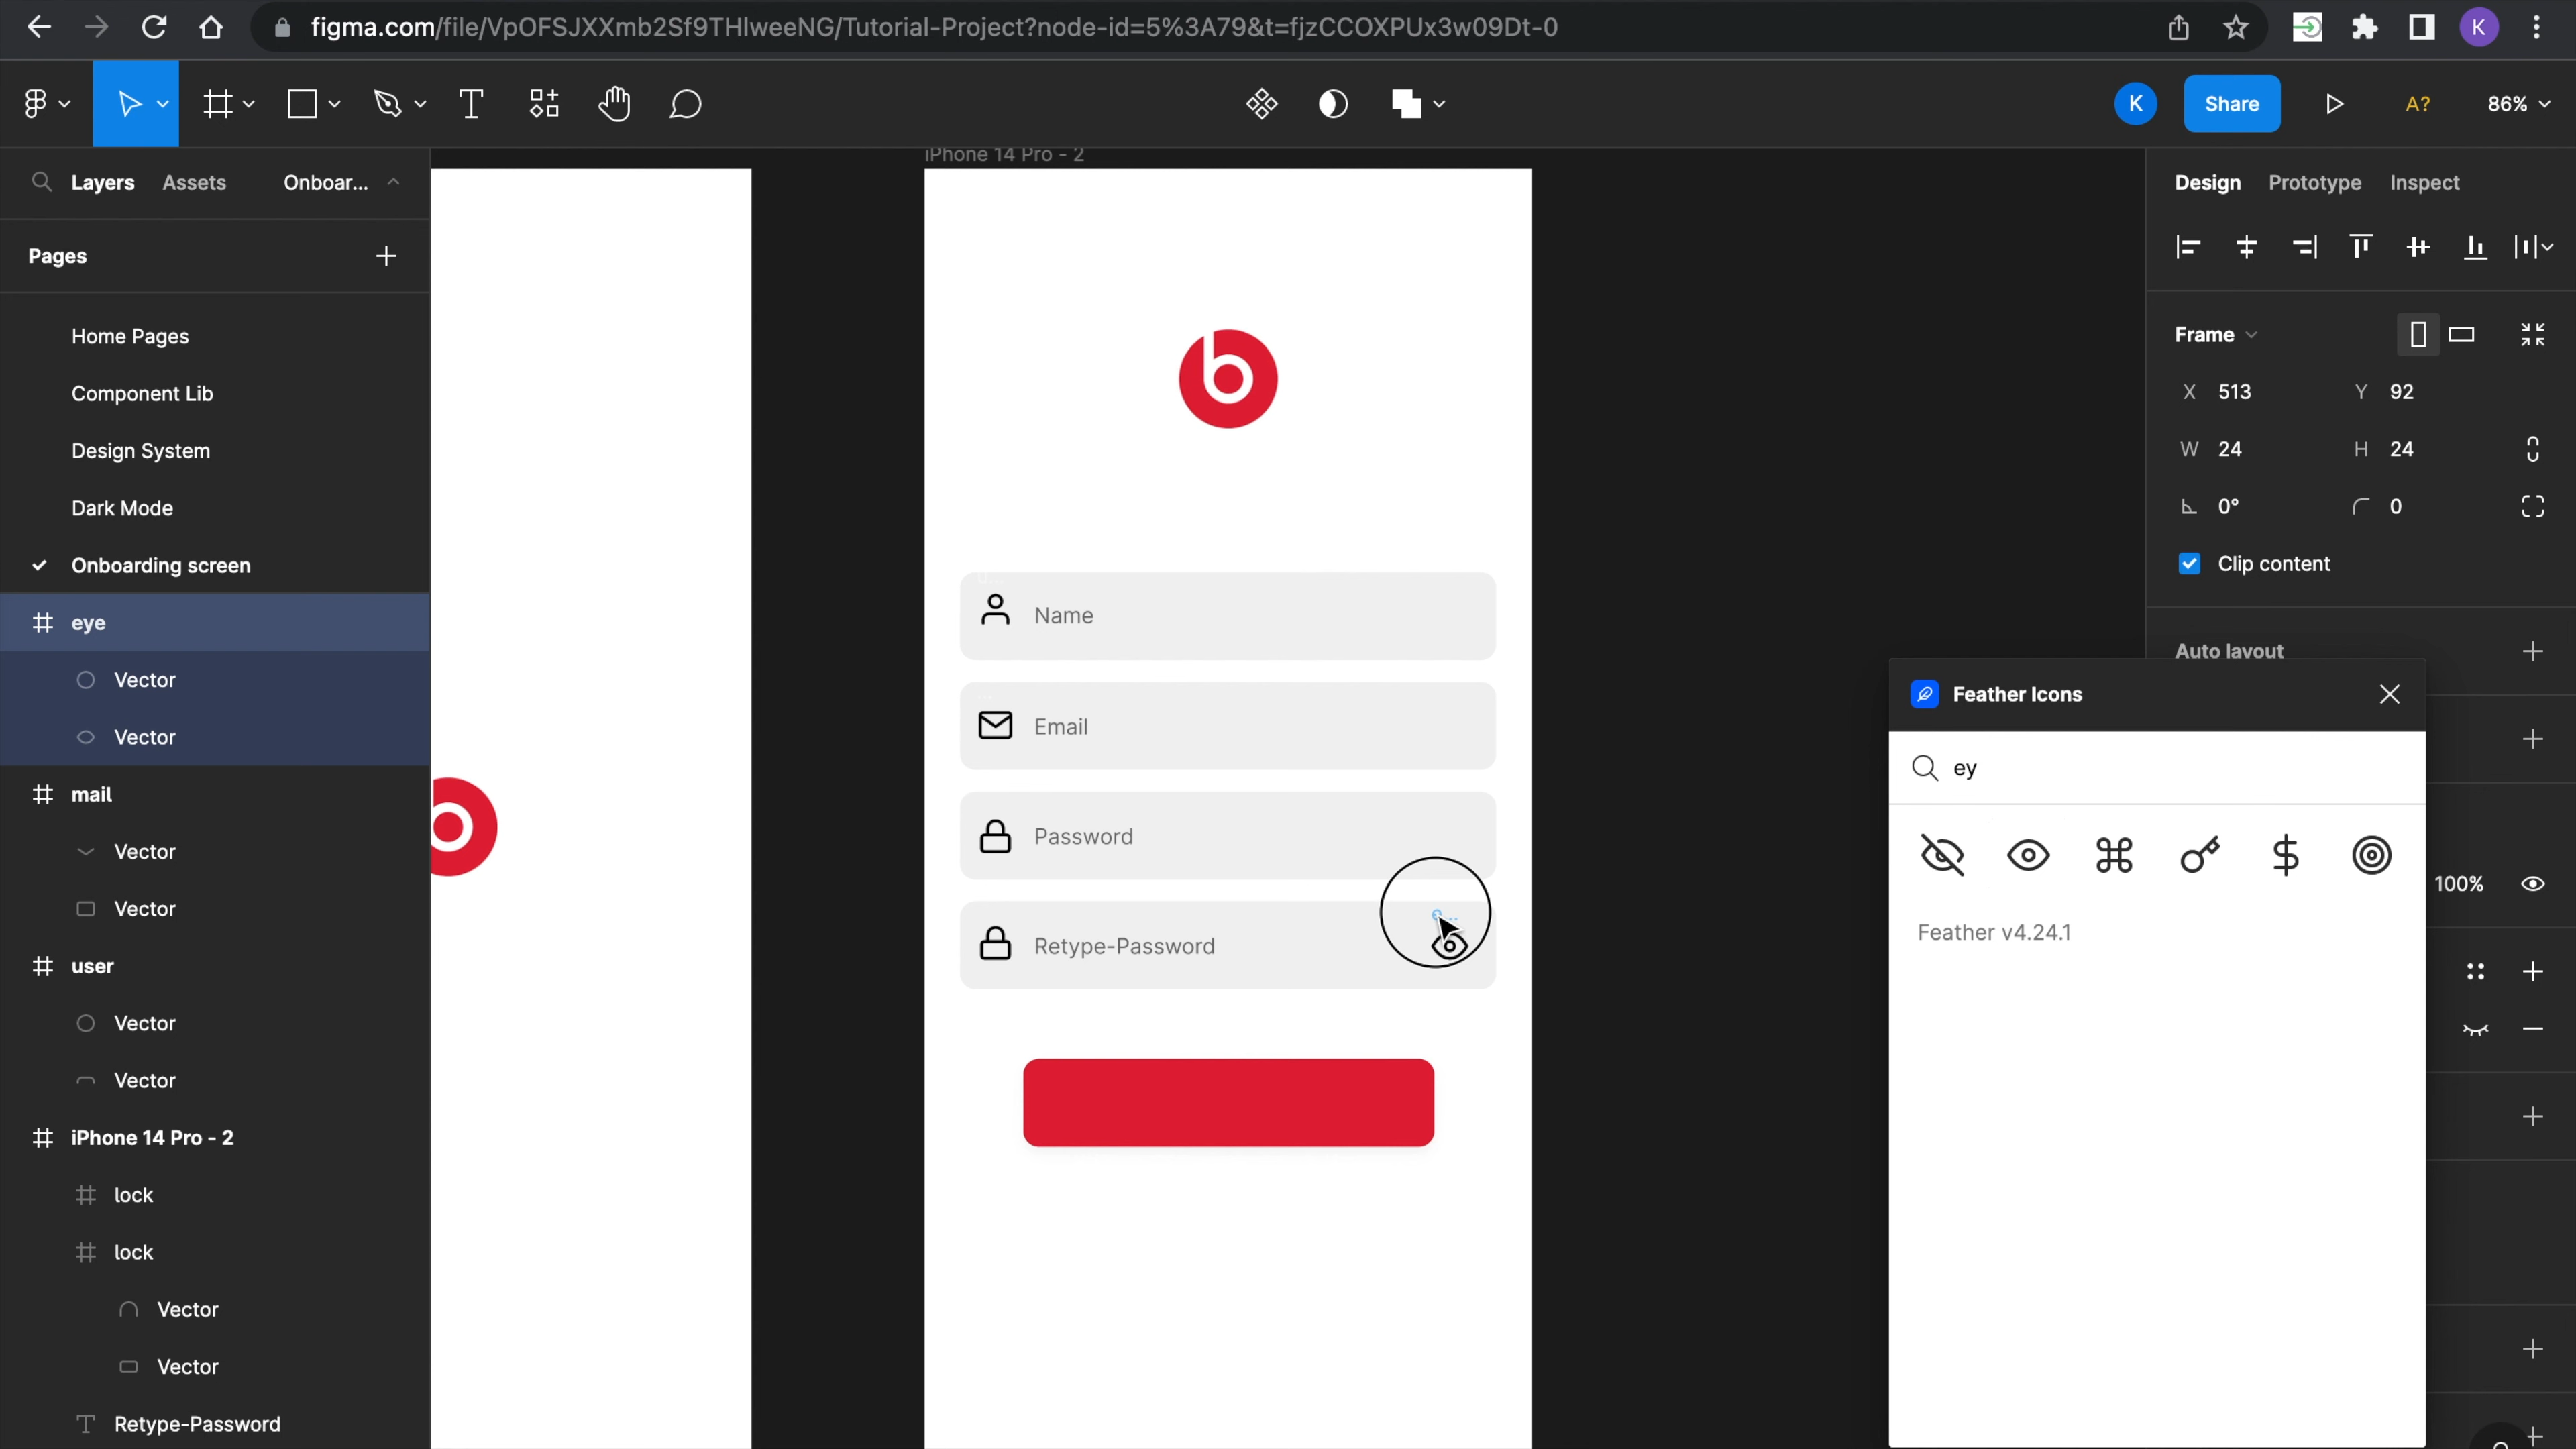 figma.com/file/VpOFSJXXmb2Sf9THlweeNG/Tutorial-Project?node-id=5%3A79&t=fjzCCOXPUx3w09Dt-0
K
K
Share
A?
86%
Layers
Assets
Onboar...
Pages
Home Pages
Component Lib
Design System
Dark Mode
Onboarding screen
eye
Vector
Vector
mail
Vector
Vector
user
Vector
Vector
iPhone 14 Pro - 2
lock
lock
Vector
Vector
Retype-Password
iPhone 14 Pro - 2
Name
Email
Password
Retype-Password
Design
Prototype
Inspect
Frame
X 513
Y 92
W 24
H 24
0°
0
Clip content
Auto layout
Feather Icons
ey
Feather v4.24.1
100%